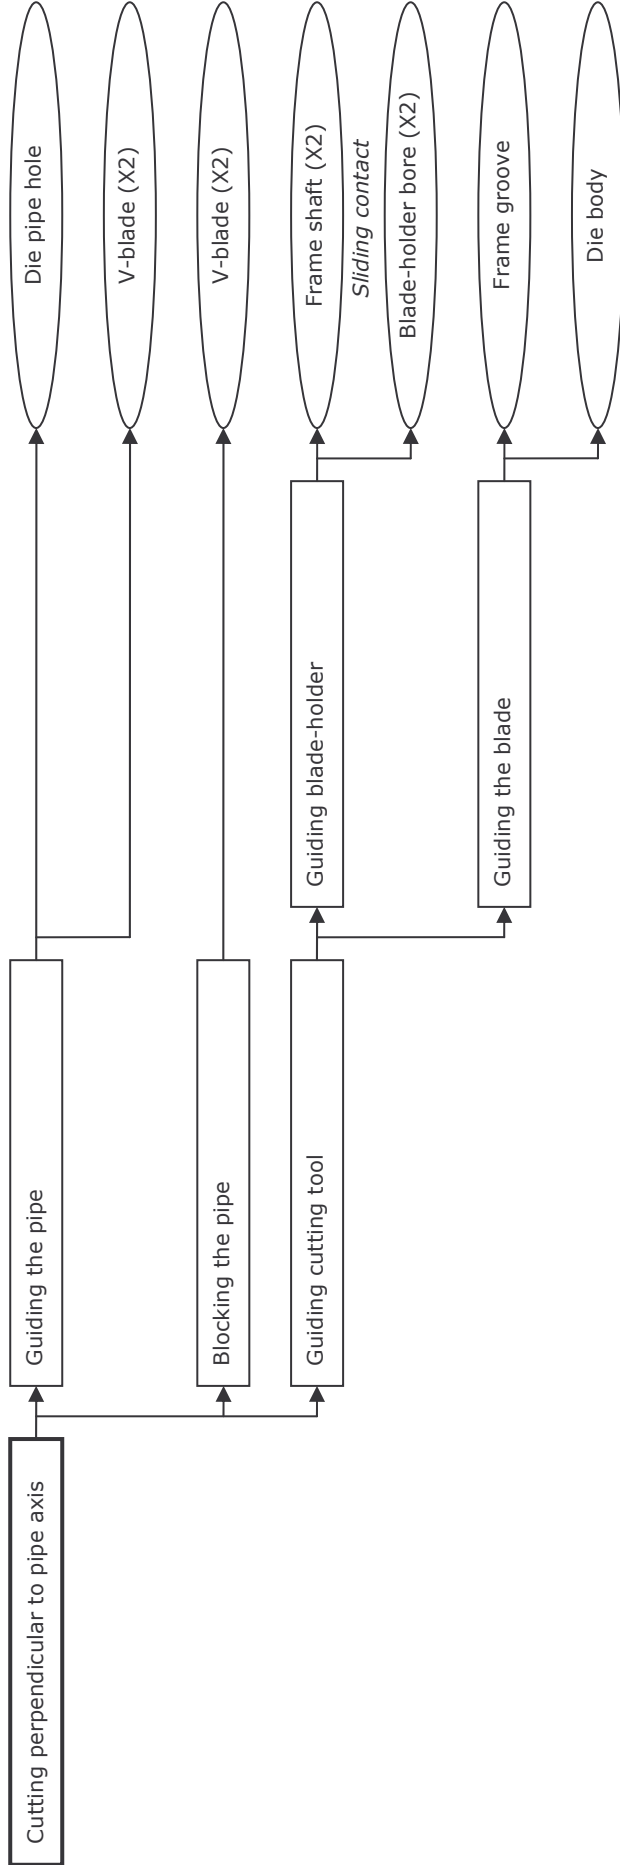 Cutting perpendicular to pipe axis
Guiding the pipe
Die pipe hole
V-blade (X2)
Blocking the pipe
V-blade (X2)
Guiding cutting tool
Guiding blade-holder
Frame shaft (X2)
Sliding contact
Blade-holder bore (X2)
Guiding the blade
Frame groove
Die body